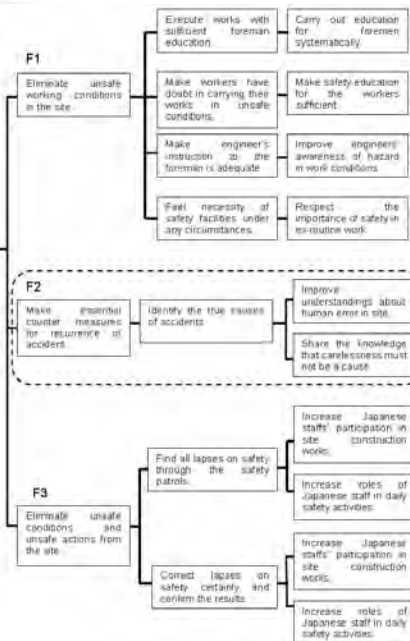 Execute works with
sufficient foreman
education.
Carry out education
for foremen
systematically.
F1
Eliminate unsafe
working conditions
in the site.
Make workers have
doubt in carrying their
works in unsafe
conditions.
Make safety education
for the workers
sufficient.
Make engineer's
instruction to the
foreman is adequate
Improve engineers'
awareness of hazard
in work conditions.
Feel necessity of
safety facilities under
any circumstances.
Respect the
importance of safety in
ex-routine work
F2
Make essential
counter measures
for recurrence of
accident.
Identify the true causes
of accidents
Improve
understandings about
human error in site.
Share the knowledge
that carelessness must
not be a cause
F3
Eliminate unsafe
conditions and
unsafe actions from
the site
Find all lapses on safety
through the safety
patrols.
Increase Japanese
staffs' participation in
site construction
works.
Increase roles of
Japanese staff in daily
safety activities.
Correct lapses on
safety certainly and
confirm the results.
Increase Japanese
staffs' participation in
site construction
works.
Increase roles of
Japanese staff in daily
safety activities.